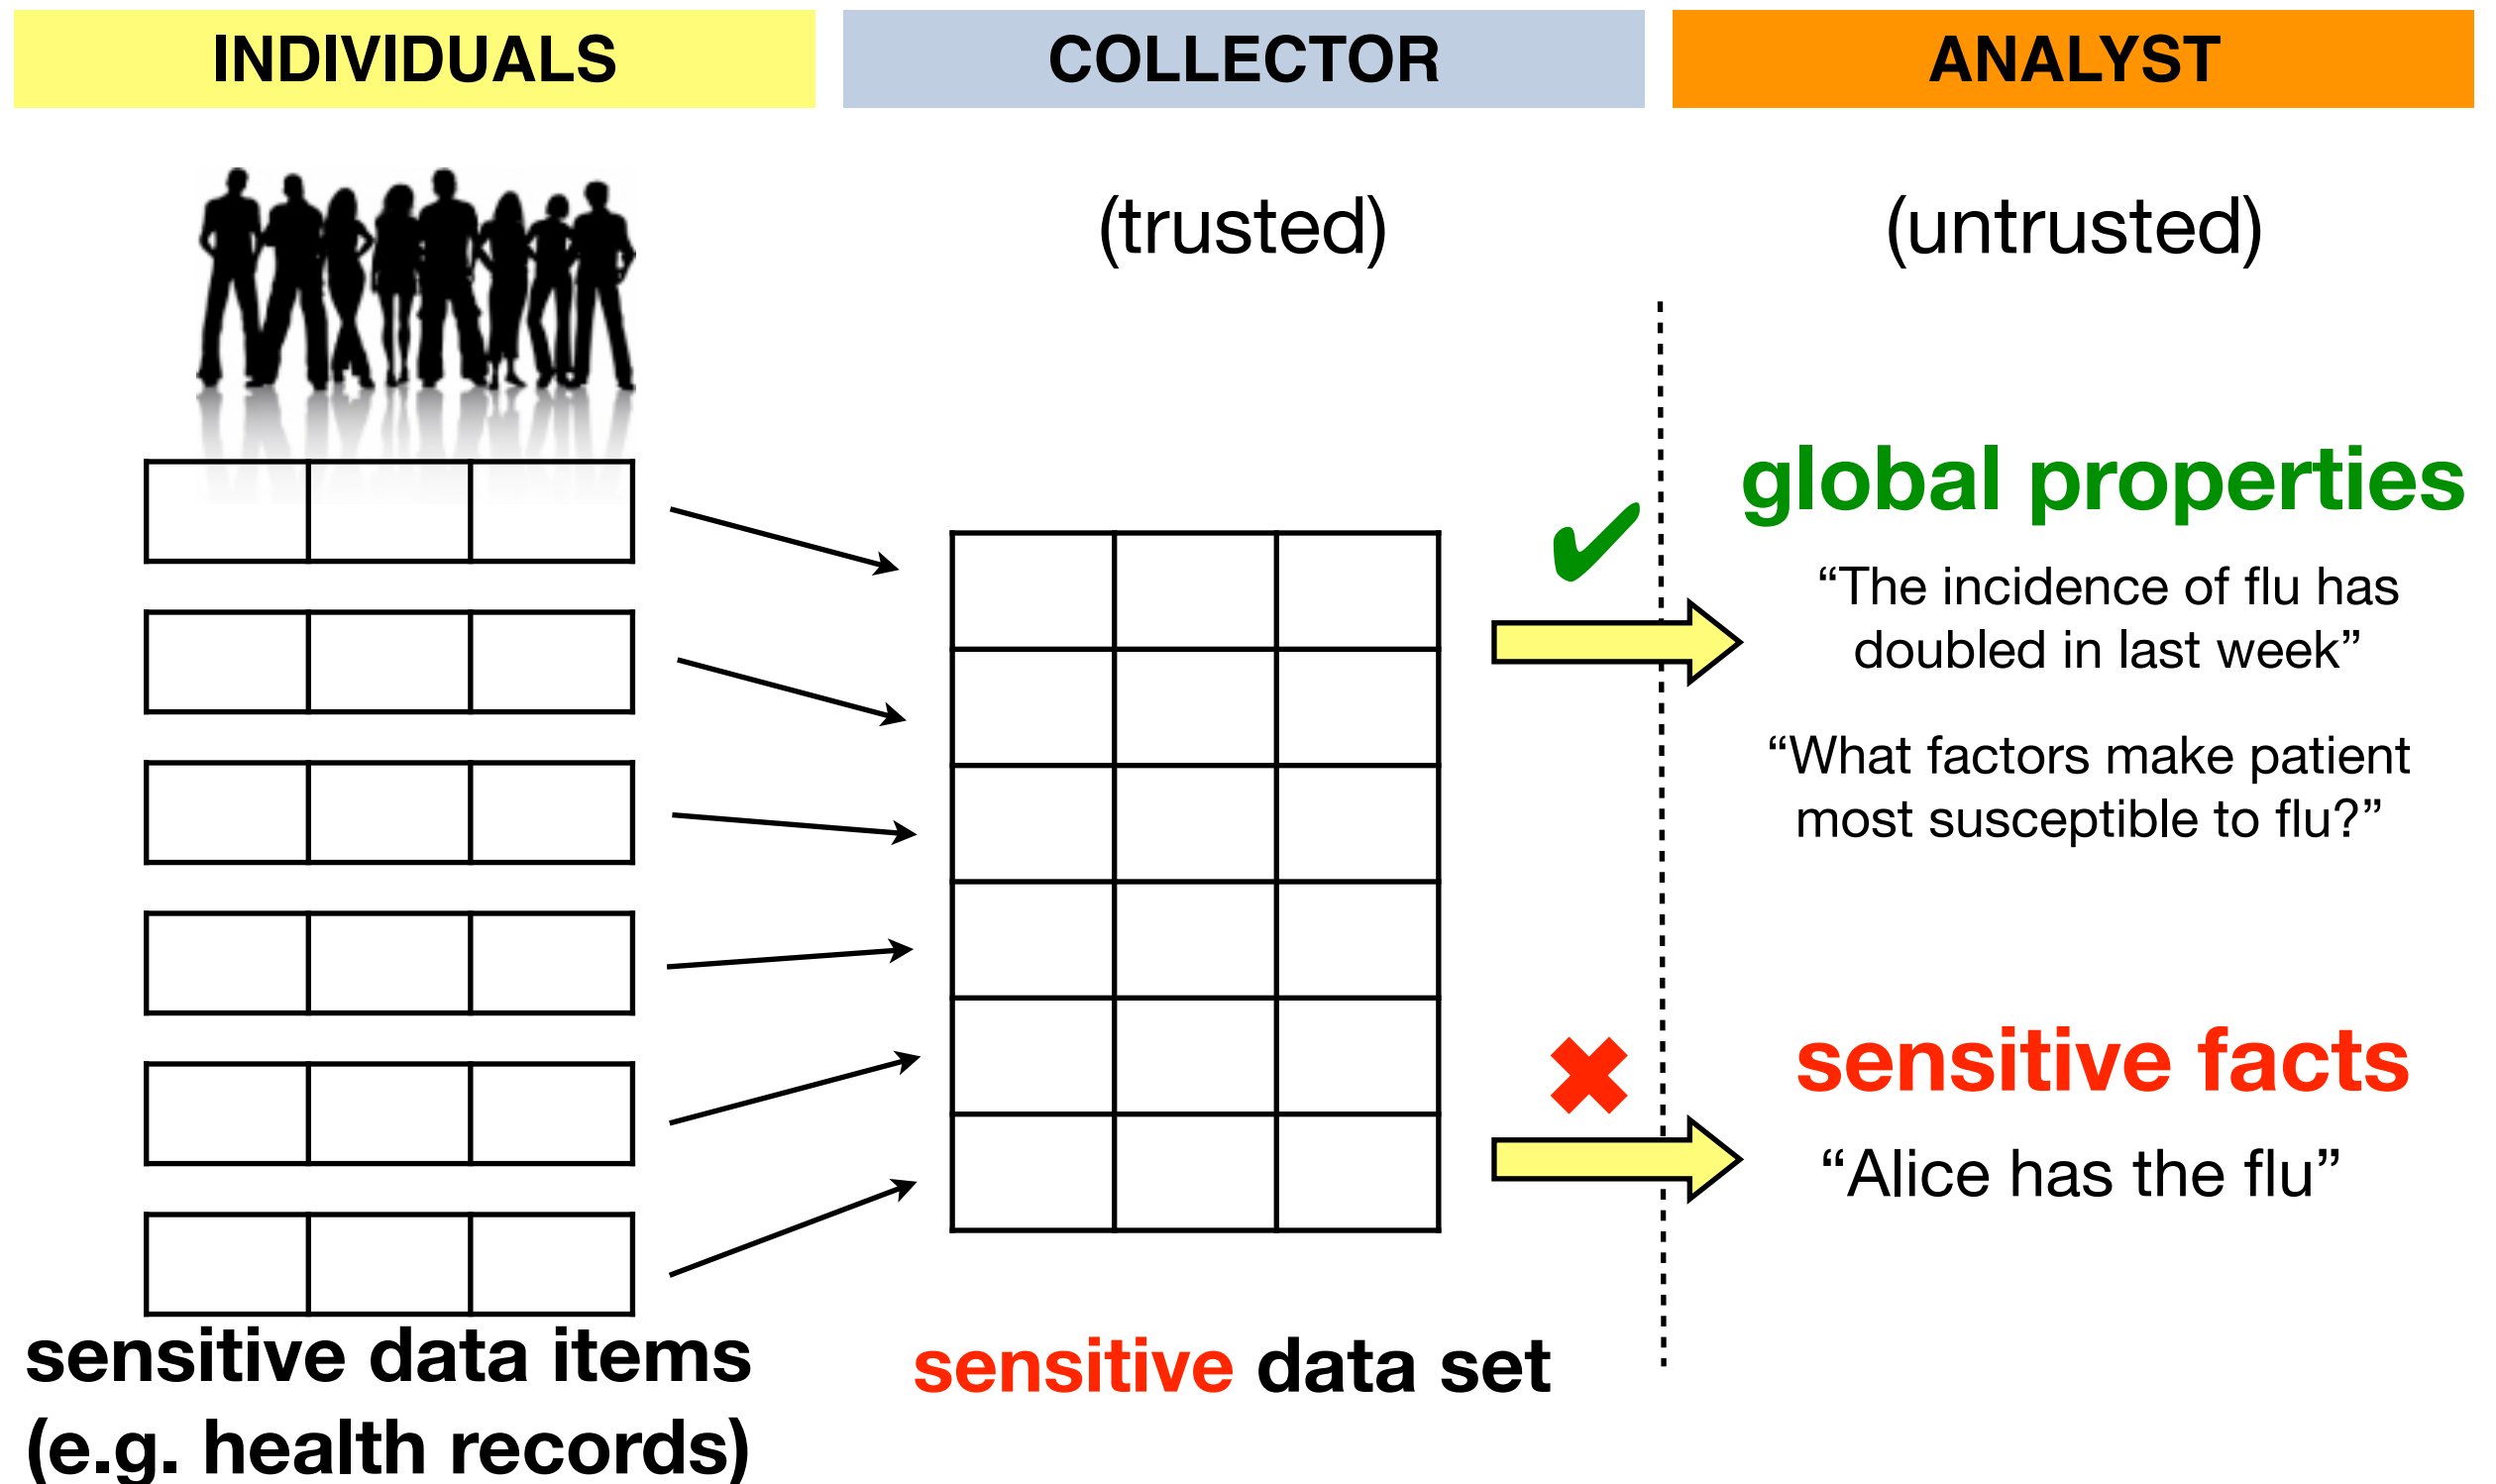 INDIVIDUALS
COLLECTOR
ANALYST
(trusted)
(untrusted)
global properties
“The incidence of flu has
doubled in last week”
“What factors make patient
most susceptible to flu?”
sensitive facts
“Alice has the flu”
sensitive data items
(e.g. health records)
sensitive data set